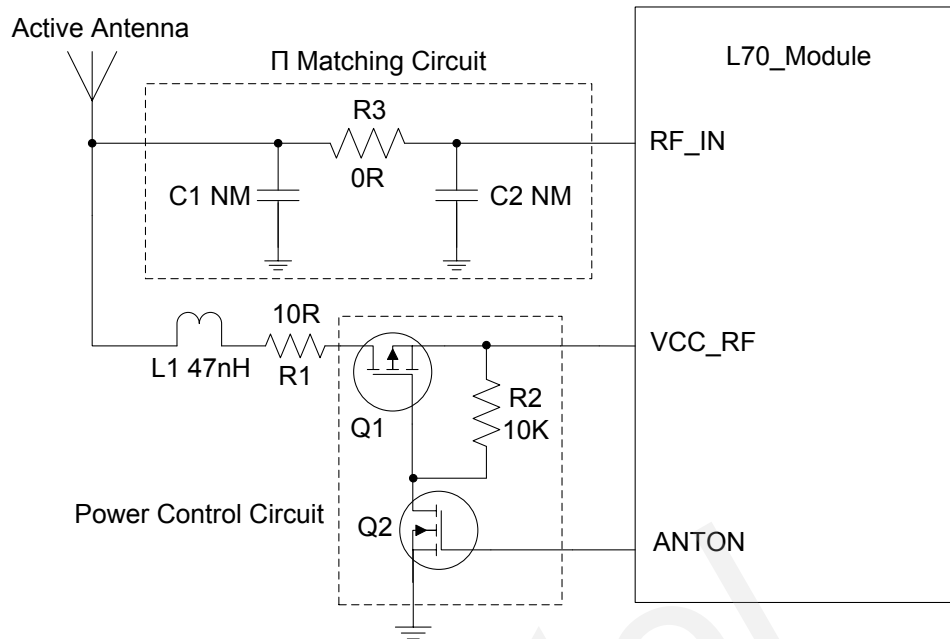 Active Antenna
Π Matching Circuit
L70_Module
R3
RF_IN
0R
C1 NM
C2 NM
10R
VCC_RF
L1 47nH
R1
R2
10K
Q1
Power Control Circuit
Q2
ANTON